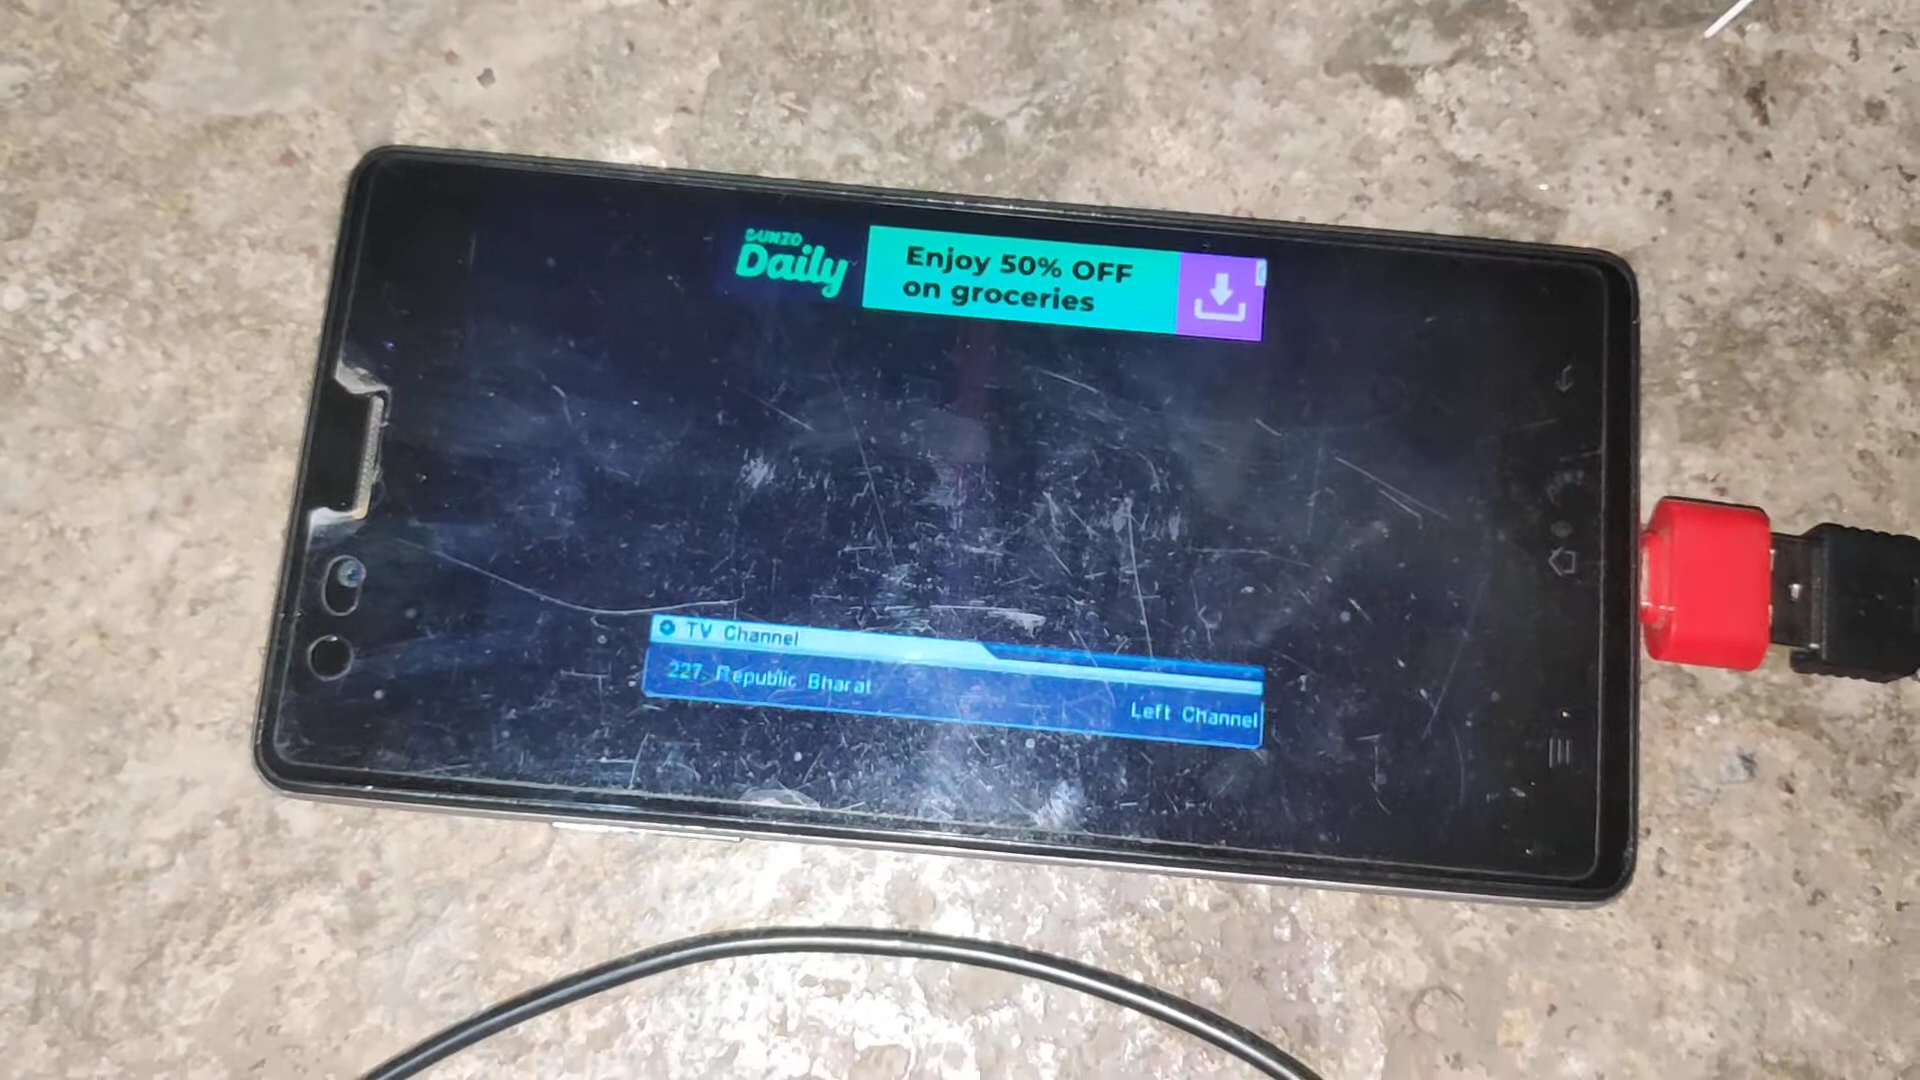 DUNZO
Daily
Enjoy 50% OFF
on groceries
TV Channel
227. Republic Bharat
Left Channel